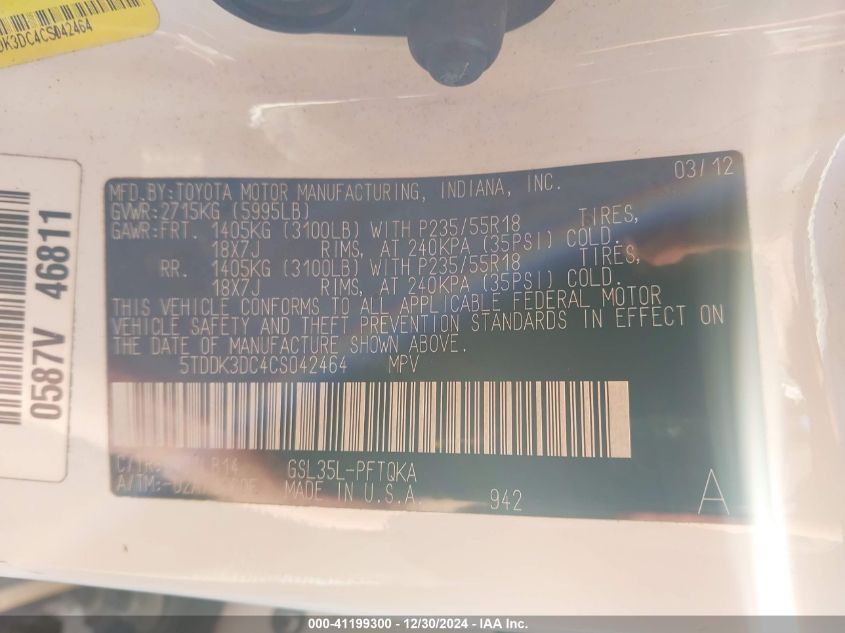 DK3DC4CS042464
0587V 46811
MFD.BY:TOYOTA MOTOR MANUFACTURING, INDIANA, INC. 03/12
GVWR:2715KG (5995LB)
GAWR:FRT. 1405KG (3100LB) WITH P235/55R18 TIRES,
18X7J RIMS, AT 240KPA (35PSI) COLD.
RR. 1405KG (3100LB) WITH P235/55R18 TIRES,
18X7J RIMS, AT 240KPA (35PSI) COLD.
THIS VEHICLE CONFORMS TO ALL APPLICABLE FEDERAL MOTOR
VEHICLE SAFETY AND THEFT PREVENTION STANDARDS IN EFFECT ON
THE DATE OF MANUFACTURE SHOWN ABOVE.
5TDDK3DC4CS042464 MPV
C/TR: GSL35L-PFTQKA
A/TM: MADE IN U.S.A. 942 A
000-41199300 - 12/30/2024 - IAA Inc.